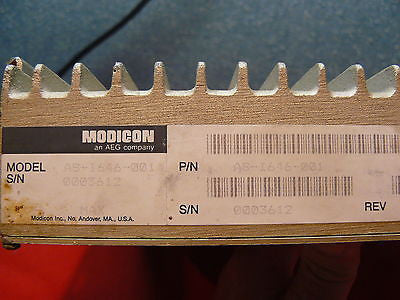 MODICON
an AEG company
MODEL AS-1646-001
S/N 0003612
Modicon Inc., No. Andover, MA., U.S.A.
P/N AS-1646-001
S/N 0003612 REV